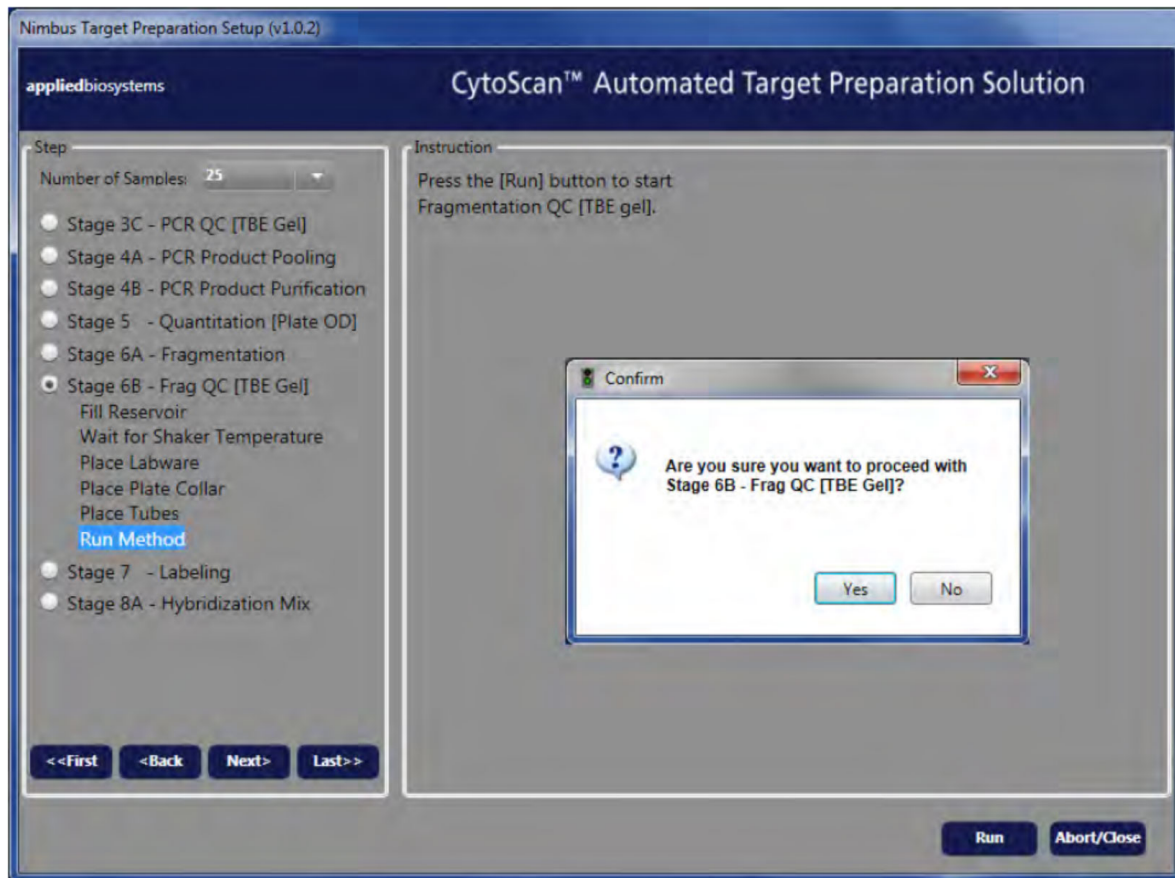 Nimbus Target Preparation Setup (v1.0.2)
appliedbiosystems
CytoScan™ Automated Target Preparation Solution
Step
Number of Samples: 25
Stage 3C - PCR QC [TBE Gel]
Stage 4A - PCR Product Pooling
Stage 4B - PCR Product Purification
Stage 5 - Quantitation [Plate OD]
Stage 6A - Fragmentation
Stage 6B - Frag QC [TBE Gel]
Fill Reservoir
Wait for Shaker Temperature
Place Labware
Place Plate Collar
Place Tubes
Run Method
Stage 7 - Labeling
Stage 8A - Hybridization Mix
<<First <Back Next> Last>>
Instruction
Press the [Run] button to start
Fragmentation QC [TBE gel].
Confirm
Are you sure you want to proceed with
Stage 6B - Frag QC [TBE Gel]?
Yes No
Run Abort/Close